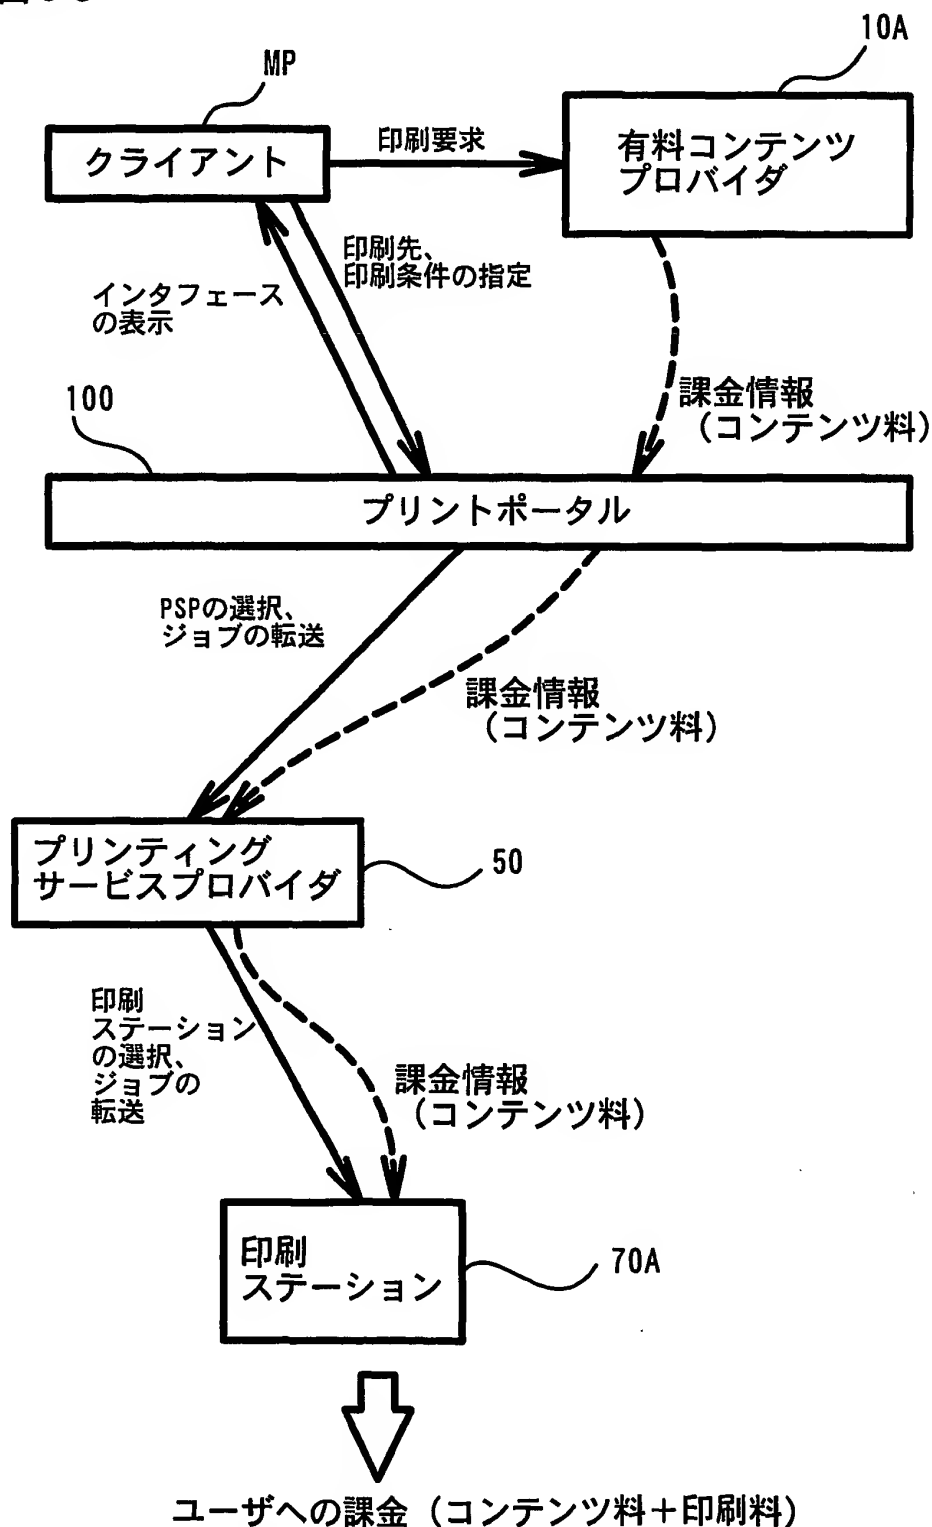 10A
MP
クライアント
印刷要求
有料コンテンツ
プロバイダ
印刷先、
印刷条件の指定
インタフェース
の表示
課金情報
（コンテンツ料）
100
プリントポータル
PSPの選択、
ジョブの転送
課金情報
（コンテンツ料）
プリンティング
サービスプロバイダ
50
印刷
ステーション
の選択、
ジョブの
転送
課金情報
（コンテンツ料）
印刷
ステーション
70A
ユーザへの課金（コンテンツ料＋印刷料）